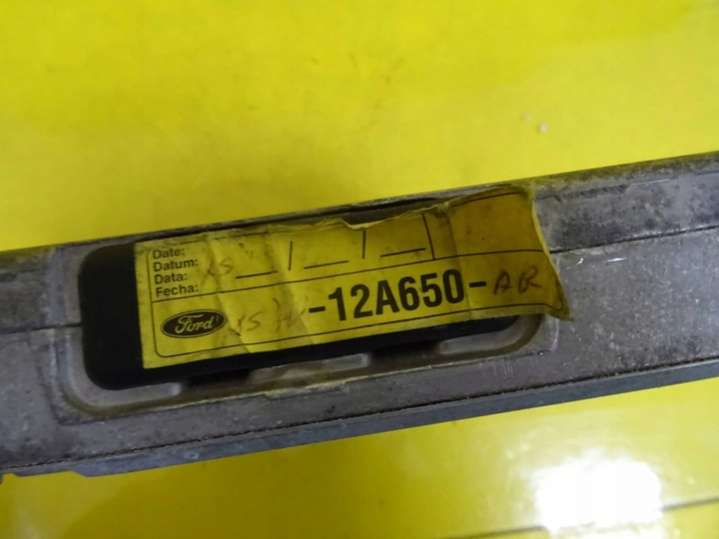 Date:
Datum:
Data:
Fecha:
Ford -12A650-